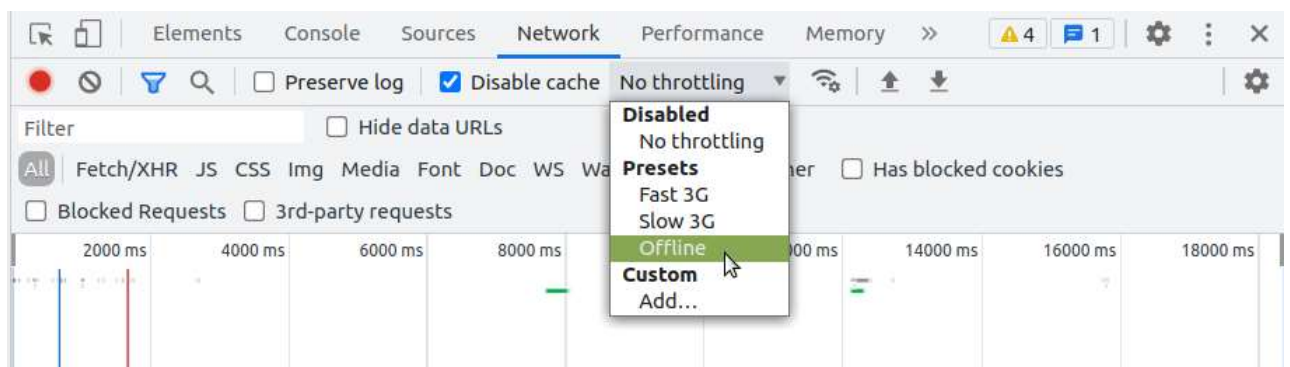 Elements Console Sources Network Performance Memory » 4 1
Preserve log Disable cache No throttling
Filter Hide data URLs
All Fetch/XHR JS CSS Img Media Font Doc WS Has blocked cookies
Blocked Requests 3rd-party requests
Disabled
No throttling
Presets
Fast 3G
Slow 3G
Offline
Custom
Add...
2000 ms 4000 ms 6000 ms 8000 ms 14000 ms 16000 ms 18000 ms